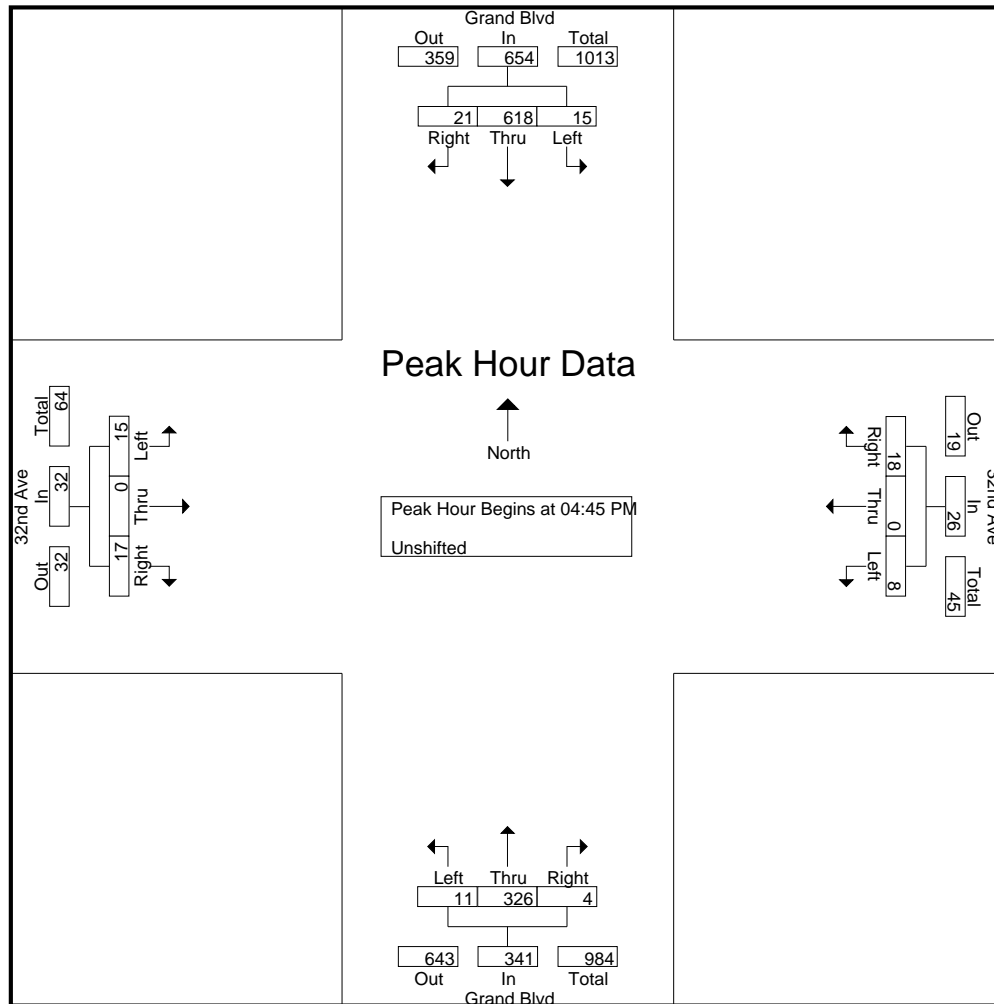 Grand Blvd
Out In Total
359 654 1013
21 618 15
Right Thru Left
Peak Hour Data
North
Peak Hour Begins at 04:45 PM
Unshifted
32nd Ave
Total In Out
64 32 32
15 0 17
Left Thru Right
32nd Ave
Out In Total
19 26 45
18 0 8
Right Thru Left
Left Thru Right
11 326 4
643 341 984
Out In Total
Grand Blvd